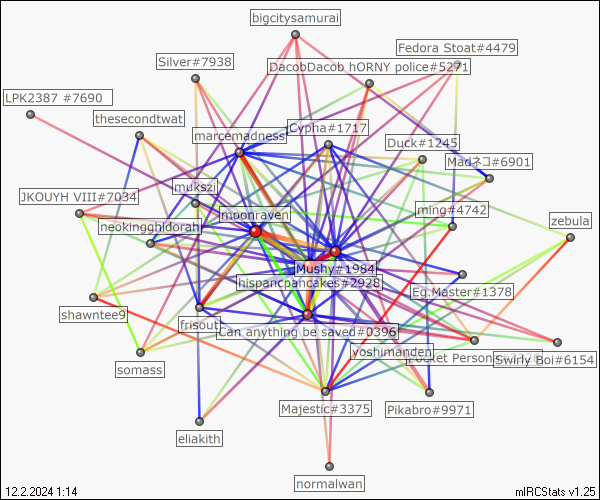 bigcitysamurai
Fedora Stoat#4479
Silver#7938
DacobDacob hORNY police#5271
LPK2387 #7690
thesecondtwat
marcemadness
Cypha#1717
Duck#1245
Madネコ#6901
mukszi
JKOUYH VIII#7034
moonraven
ming#4742
neokingghidorah
zebula
Mushy#1984
hispancpancakes#2928
Eg.Master#1378
shawntee9
frisout
Can anything be saved#0396
yoshimanden
Swirly Boi#6154
somass
Majestic#3375
Pikabro#9971
eliakith
normalwan
12.2.2024 1:14
mIRCStats v1.25